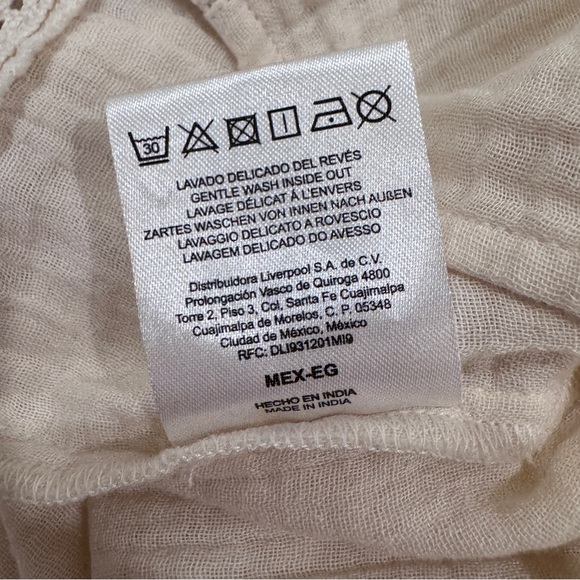 30
LAVADO DELICADO DEL REVÉS
GENTLE WASH INSIDE OUT
LAVAGE DÉLICAT À L'ENVERS
ZARTES WASCHEN VON INNEN NACH AUßEN
LAVAGGIO DELICATO A ROVESCIO
LAVAGEM DELICADO DO AVESSO
Distribuidora Liverpool S.A. de C.V.
Prolongación Vasco de Quiroga 4800
Torre 2, Piso 3, Col, Santa Fe Cuajimalpa
Cuajimalpa de Morelos, C. P. 05348
Ciudad de México, México
RFC: DLI931201MI9
MEX-EG
HECHO EN INDIA
MADE IN INDIA